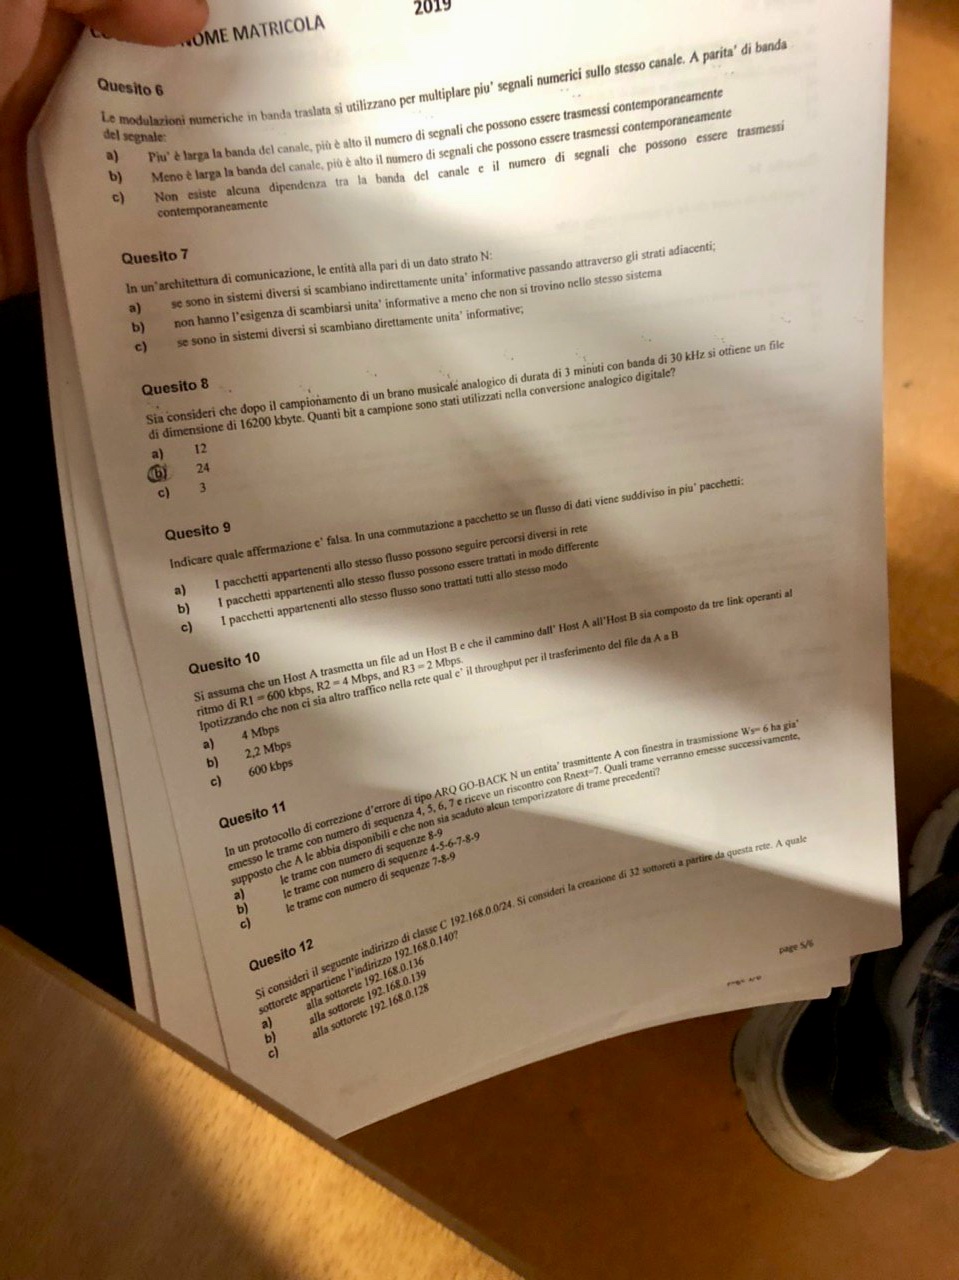 2019
NOME MATRICOLA
Quesito 6
Le modulazioni numeriche in banda traslata si utilizzano per multiplare piu' segnali numerici sullo stesso canale. A parita' di banda
del segnale:
a) Piu' è larga la banda del canale, più è alto il numero di segnali che possono essere trasmessi contemporaneamente
b) Meno è larga la banda del canale, più è alto il numero di segnali che possono essere trasmessi contemporaneamente
c) Non esiste alcuna dipendenza tra la banda del canale e il numero di segnali che possono essere trasmessi
contemporaneamente
Quesito 7
In un'architettura di comunicazione, le entità alla pari di un dato strato N:
a) se sono in sistemi diversi si scambiano indirettamente unita' informative passando attraverso gli strati adiacenti;
b) non hanno l'esigenza di scambiarsi unita' informative a meno che non si trovino nello stesso sistema
c) se sono in sistemi diversi si scambiano direttamente unita' informative;
Quesito 8
Sia consideri che dopo il campionamento di un brano musicale analogico di durata di 3 minuti con banda di 30 kHz si ottiene un file
di dimensione di 16200 kbyte. Quanti bit a campione sono stati utilizzati nella conversione analogico digitale?
a) 12
b) 24
c) 3
Quesito 9
Indicare quale affermazione e' falsa. In una commutazione a pacchetto se un flusso di dati viene suddiviso in piu' pacchetti:
a) I pacchetti appartenenti allo stesso flusso possono seguire percorsi diversi in rete
b) I pacchetti appartenenti allo stesso flusso possono essere trattati in modo differente
c) I pacchetti appartenenti allo stesso flusso sono trattati tutti allo stesso modo
Quesito 10
Si assuma che un Host A trasmetta un file ad un Host B e che il cammino dall' Host A all'Host B sia composto da tre link operanti al
ritmo di R1 = 600 kbps, R2 = 4 Mbps, and R3 = 2 Mbps.
Ipotizzando che non ci sia altro traffico nella rete qual e' il throughput per il trasferimento del file da A a B
a) 4 Mbps
b) 2,2 Mbps
c) 600 kbps
Quesito 11
In un protocollo di correzione d'errore di tipo ARQ GO-BACK N un entita' trasmittente A con finestra in trasmissione Ws= 6 ha gia'
emesso le trame con numero di sequenza 4, 5, 6, 7 e riceve un riscontro con Rnext=7. Quali trame verranno emesse successivamente,
supposto che A le abbia disponibili e che non sia scaduto alcun temporizzatore di trame precedenti?
a) le trame con numero di sequenze 8-9
b) le trame con numero di sequenze 4-5-6-7-8-9
c) le trame con numero di sequenze 7-8-9
Quesito 12
Si consideri il seguente indirizzo di classe C 192.168.0.0/24. Si consideri la creazione di 32 sottoreti a partire da questa rete. A quale
sottorete appartiene l'indirizzo 192.168.0.140?
a) alla sottorete 192.168.0.136
b) alla sottorete 192.168.0.139
c) alla sottorete 192.168.0.128
page 5/6